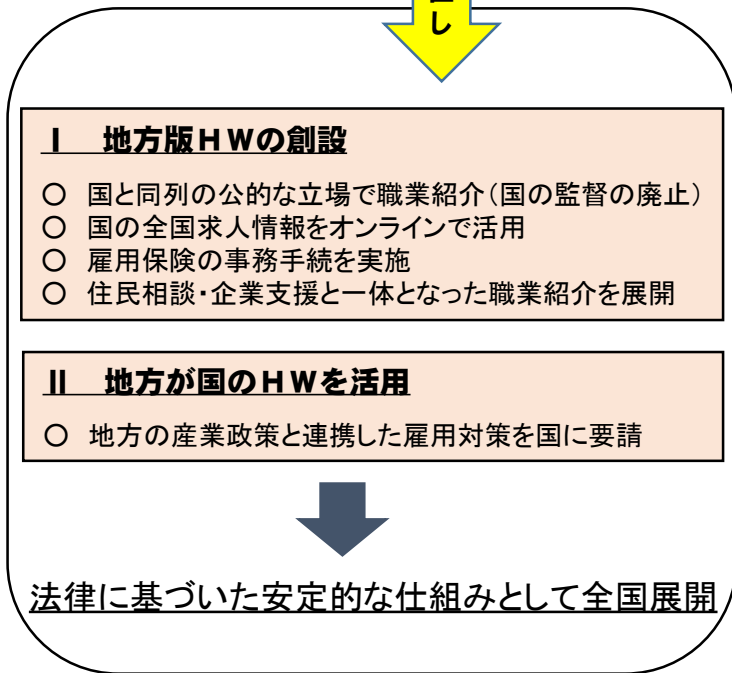 し
Ⅰ 地方版ＨＷの創設
○ 国と同列の公的な立場で職業紹介（国の監督の廃止）
○ 国の全国求人情報をオンラインで活用
○ 雇用保険の事務手続を実施
○ 住民相談・企業支援と一体となった職業紹介を展開
Ⅱ 地方が国のＨＷを活用
○ 地方の産業政策と連携した雇用対策を国に要請
法律に基づいた安定的な仕組みとして全国展開